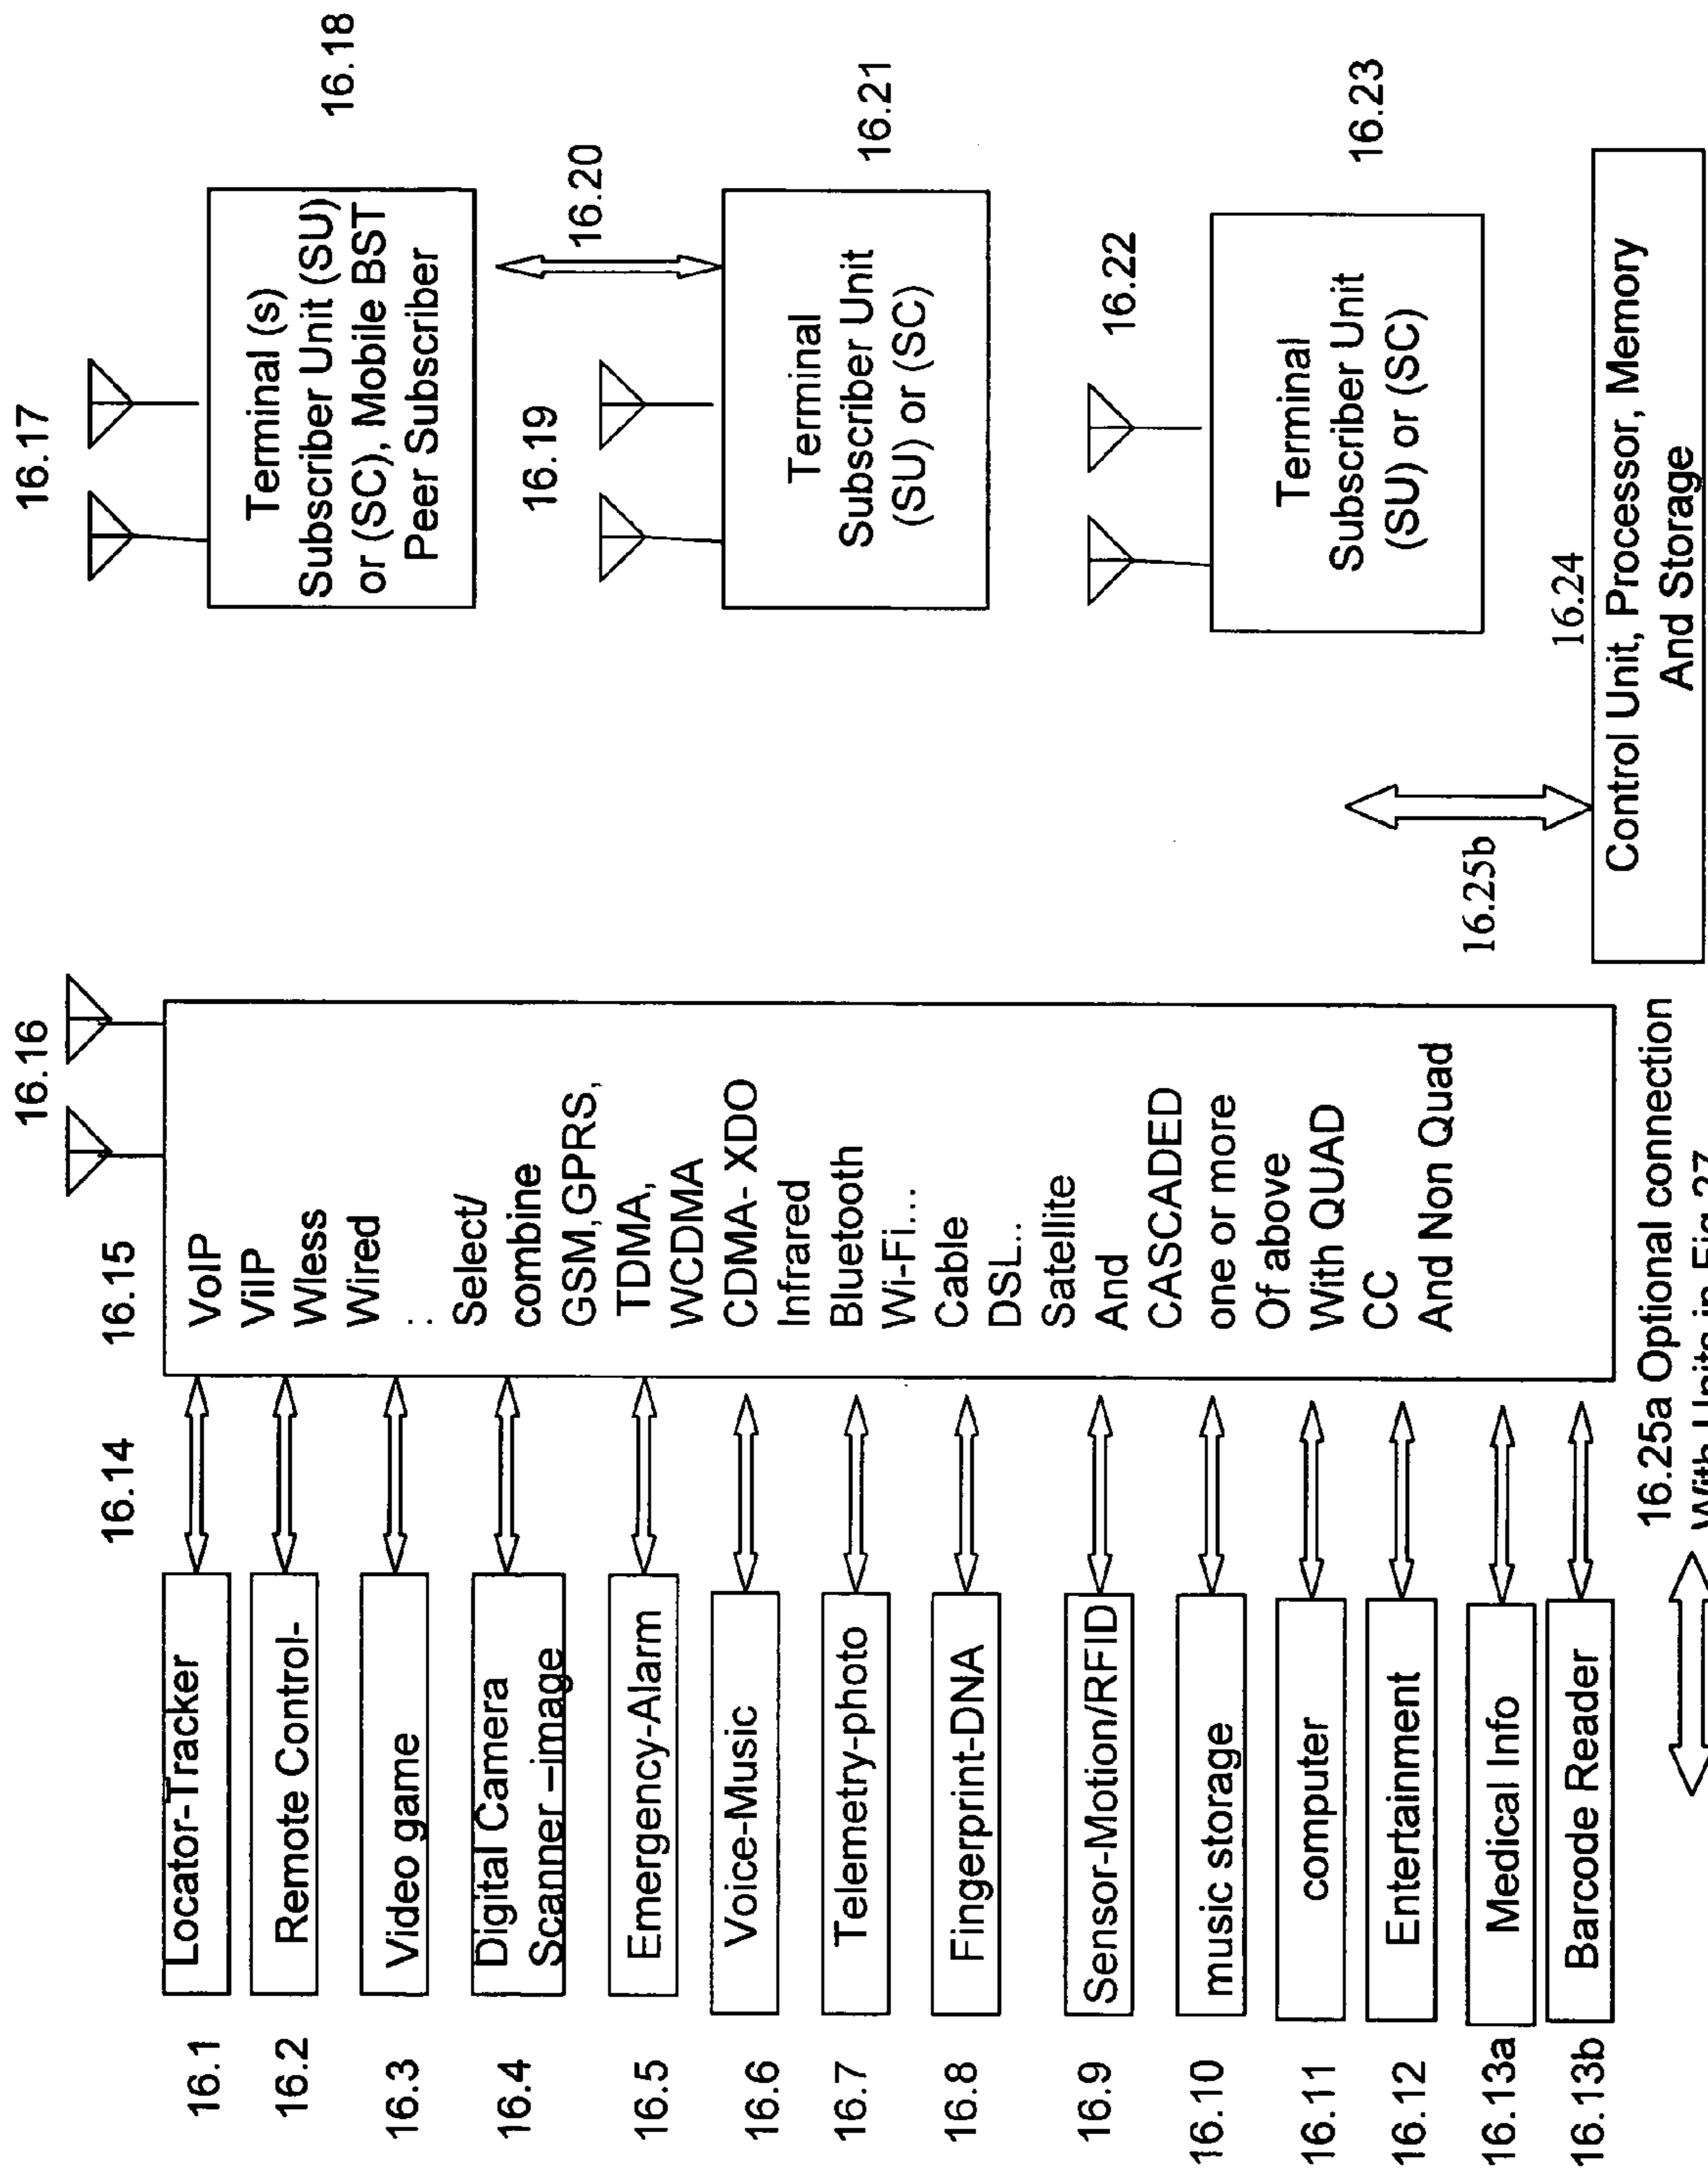 16.1
Locator-Tracker
16.2
Remote Control-
16.3
Video game
16.4
Digital Camera
Scanner –image
16.5
Emergency-Alarm
16.6
Voice-Music
16.7
Telemetry-photo
16.8
Fingerprint-DNA
16.9
Sensor-Motion/RFID
16.10
music storage
16.11
computer
16.12
Entertainment
16.13a
Medical Info
16.13b
Barcode Reader
16.14
16.15
16.16
VoIP
ViIP
Wless
Wired
:
Select/
combine
GSM,GPRS,
TDMA,
WCDMA
CDMA- XDO
Infrared
Bluetooth
Wi-Fi...
Cable
DSL..
Satellite
And
CASCADED
one or more
Of above
With QUAD
CC
And Non Quad
16.25a Optional connection
With Units in Fig 27
16.17
Terminal (s)
Subscriber Unit (SU)
or (SC), Mobile BST
Peer Subscriber
16.18
16.19
16.20
Terminal
Subscriber Unit
(SU) or (SC)
16.21
16.22
Terminal
Subscriber Unit
(SU) or (SC)
16.23
16.25b
16.24
Control Unit, Processor, Memory
And Storage